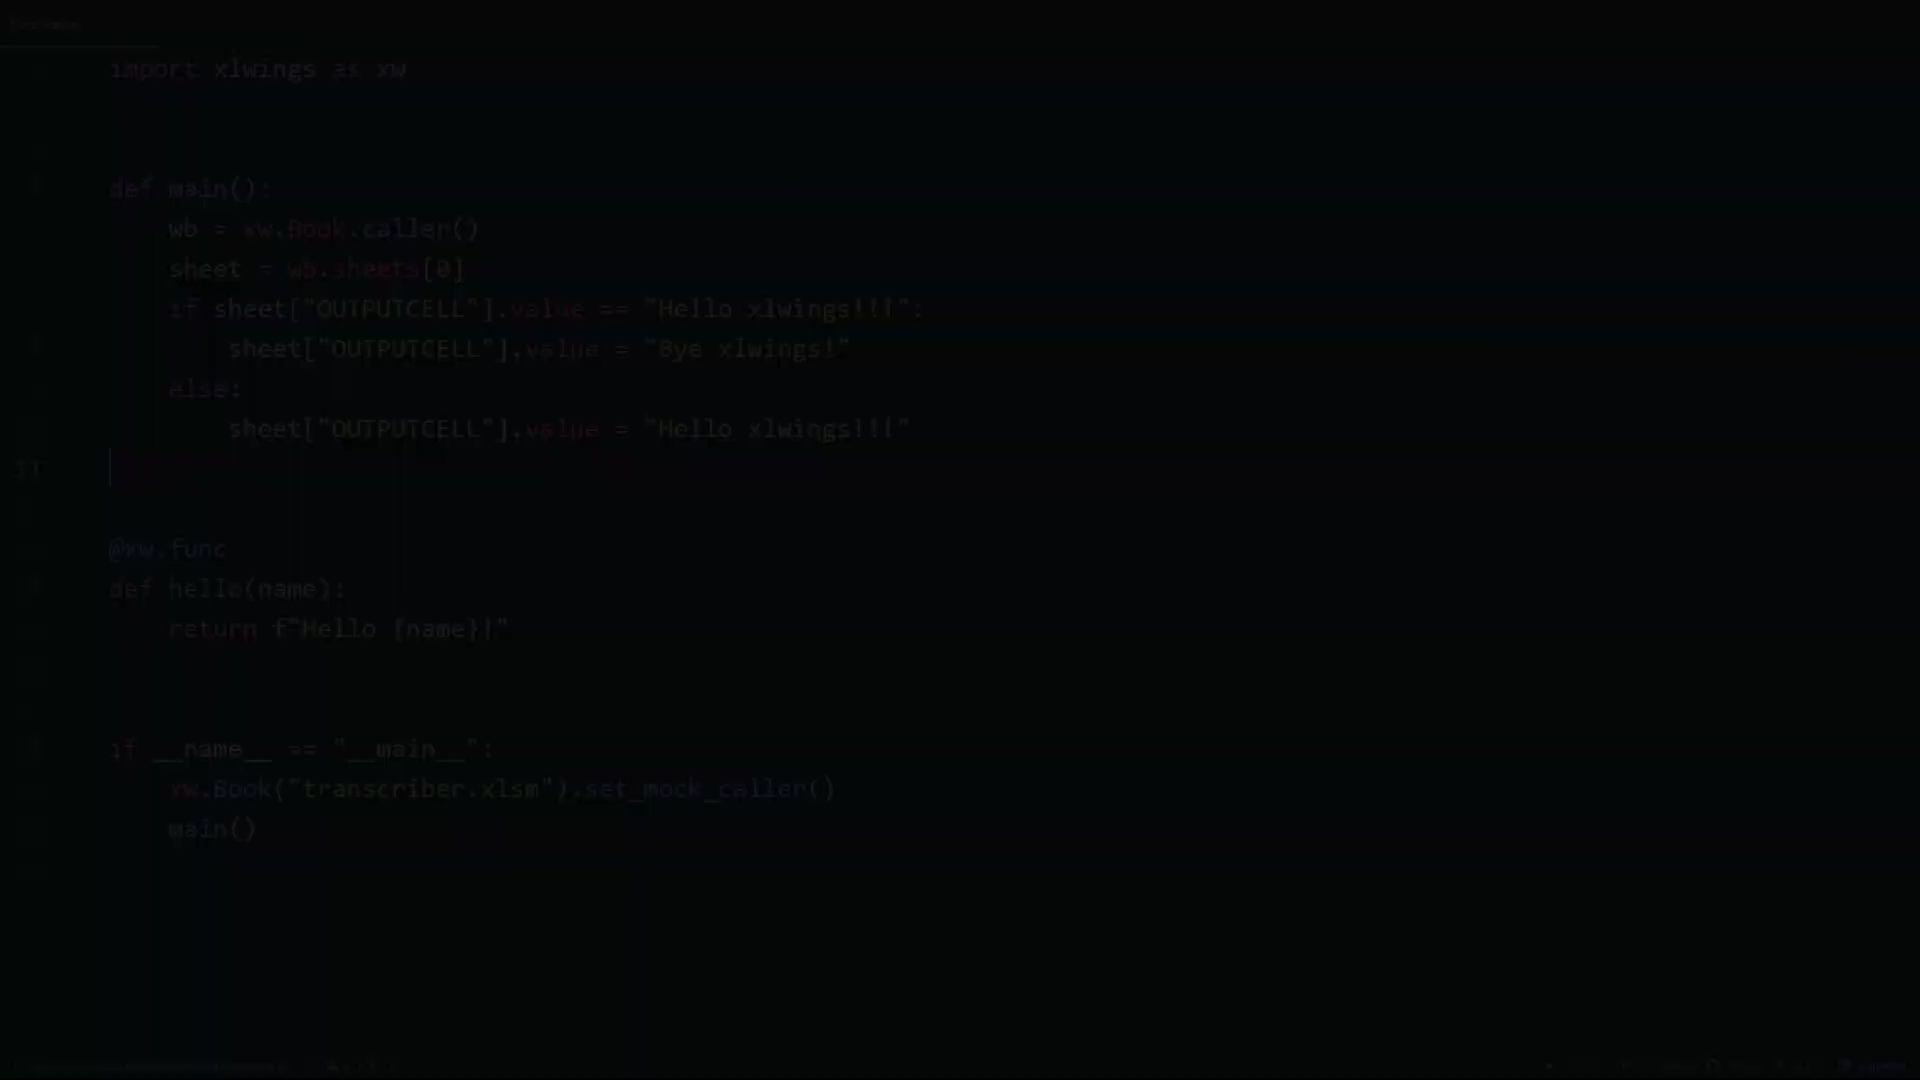 import xlwings as xw
def main():
    wb = xw.Book.caller()
    sheet = wb.sheets[0]
    if sheet["OUTPUTCELL"].value == "Hello xlwings!!!":
        sheet["OUTPUTCELL"].value = "Bye xlwings!"
    else:
        sheet["OUTPUTCELL"].value = "Hello xlwings!!!"
11
@xw.func
def hello(name):
    return f"Hello {name}!"
if __name__ == "__main__":
    xw.Book("transcriber.xlsm").set_mock_caller()
    main()